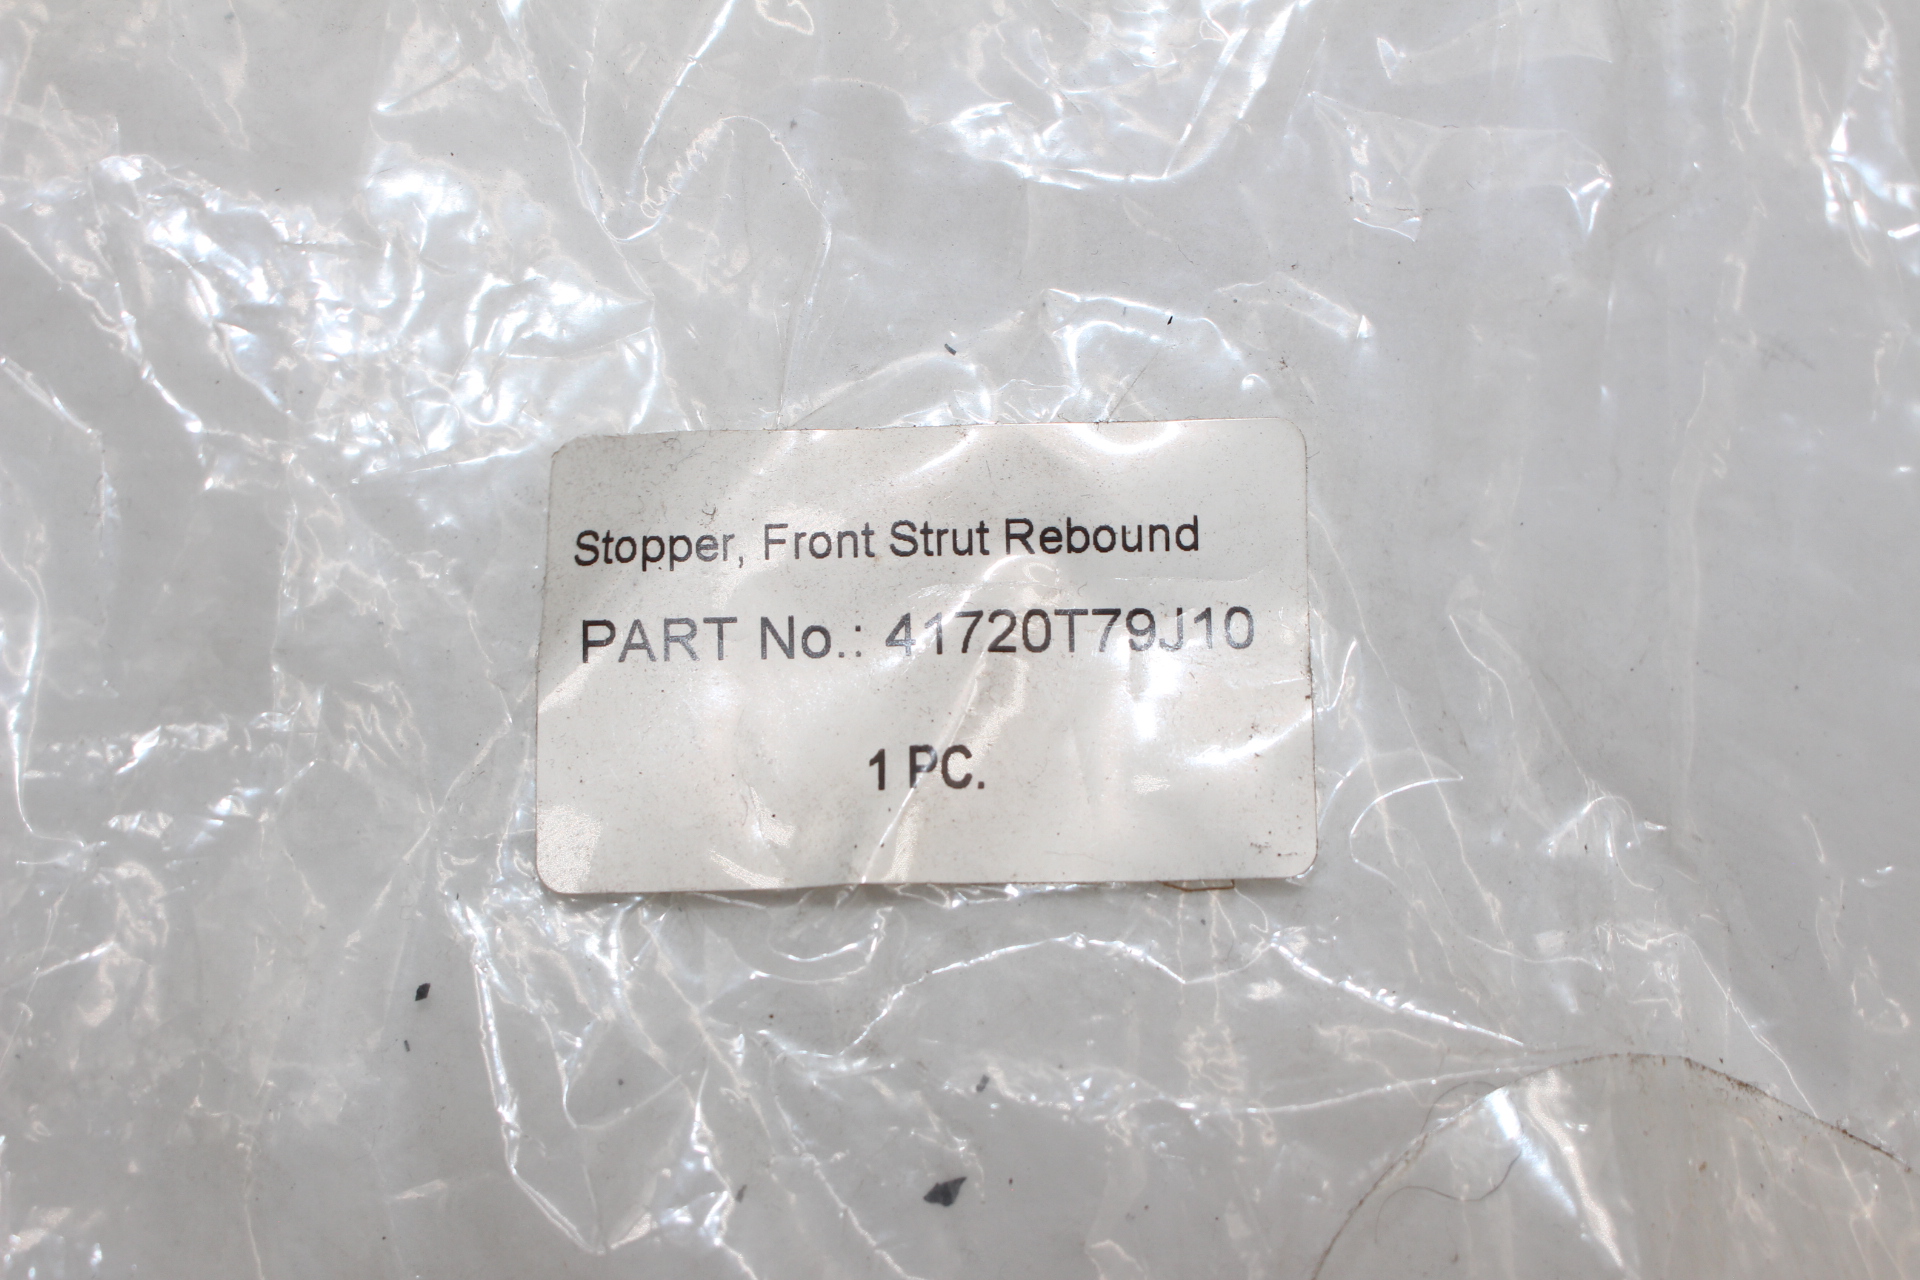 Stopper, Front Strut Rebound
PART No.: 41720T79J10
1 PC.